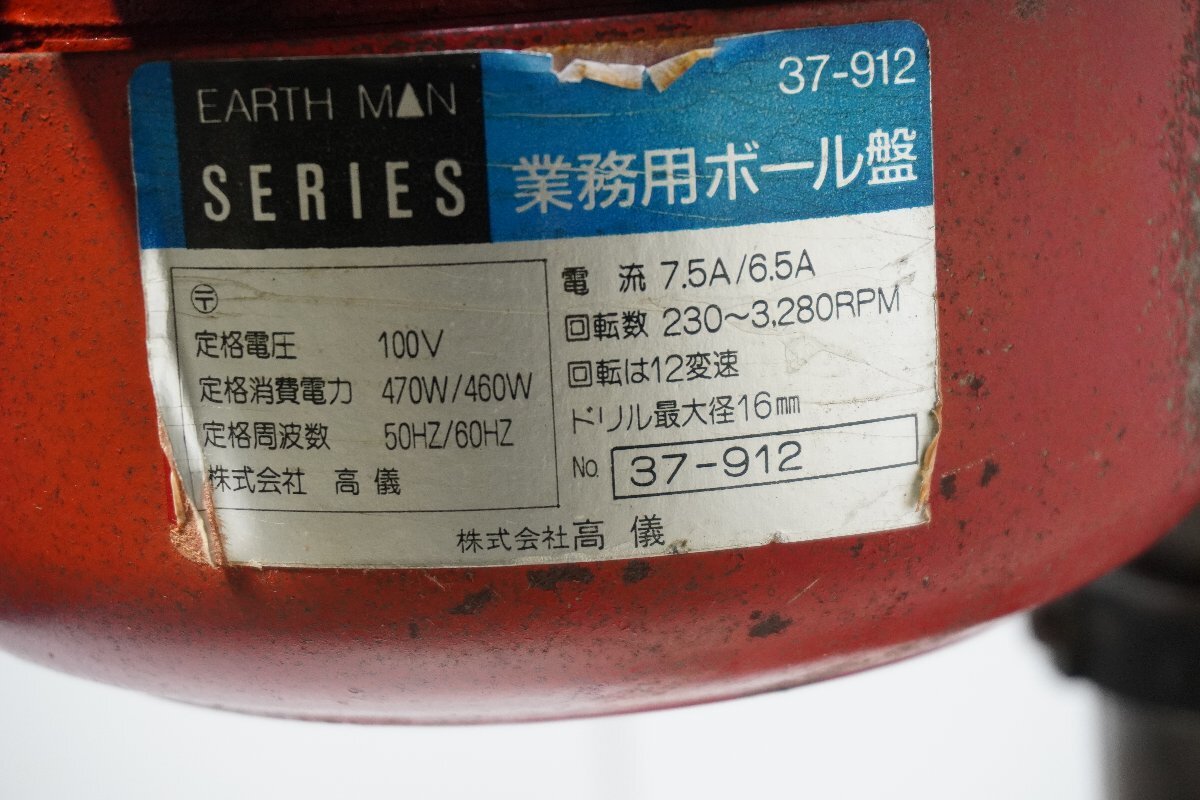 EARTH MAN
SERIES
37-912
業務用ボール盤
〒
定格電圧 100V
定格消費電力 470W/460W
定格周波数 50HZ/60HZ
株式会社 高儀
電 流 7.5A/6.5A
回転数 230～3,280RPM
回転は12変速
ドリル最大径16mm
No. 37-912
株式会社高儀